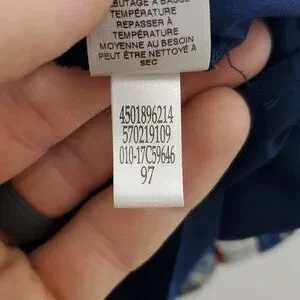 BUTAGE A BASSE
TEMPÉRATURE
REPASSER À
TEMPÉRATURE
MOYENNE AU BESOIN
PEUT ÊTRE NETTOYÉ À
SEC
4501896214
570219109
010-17C59646
97